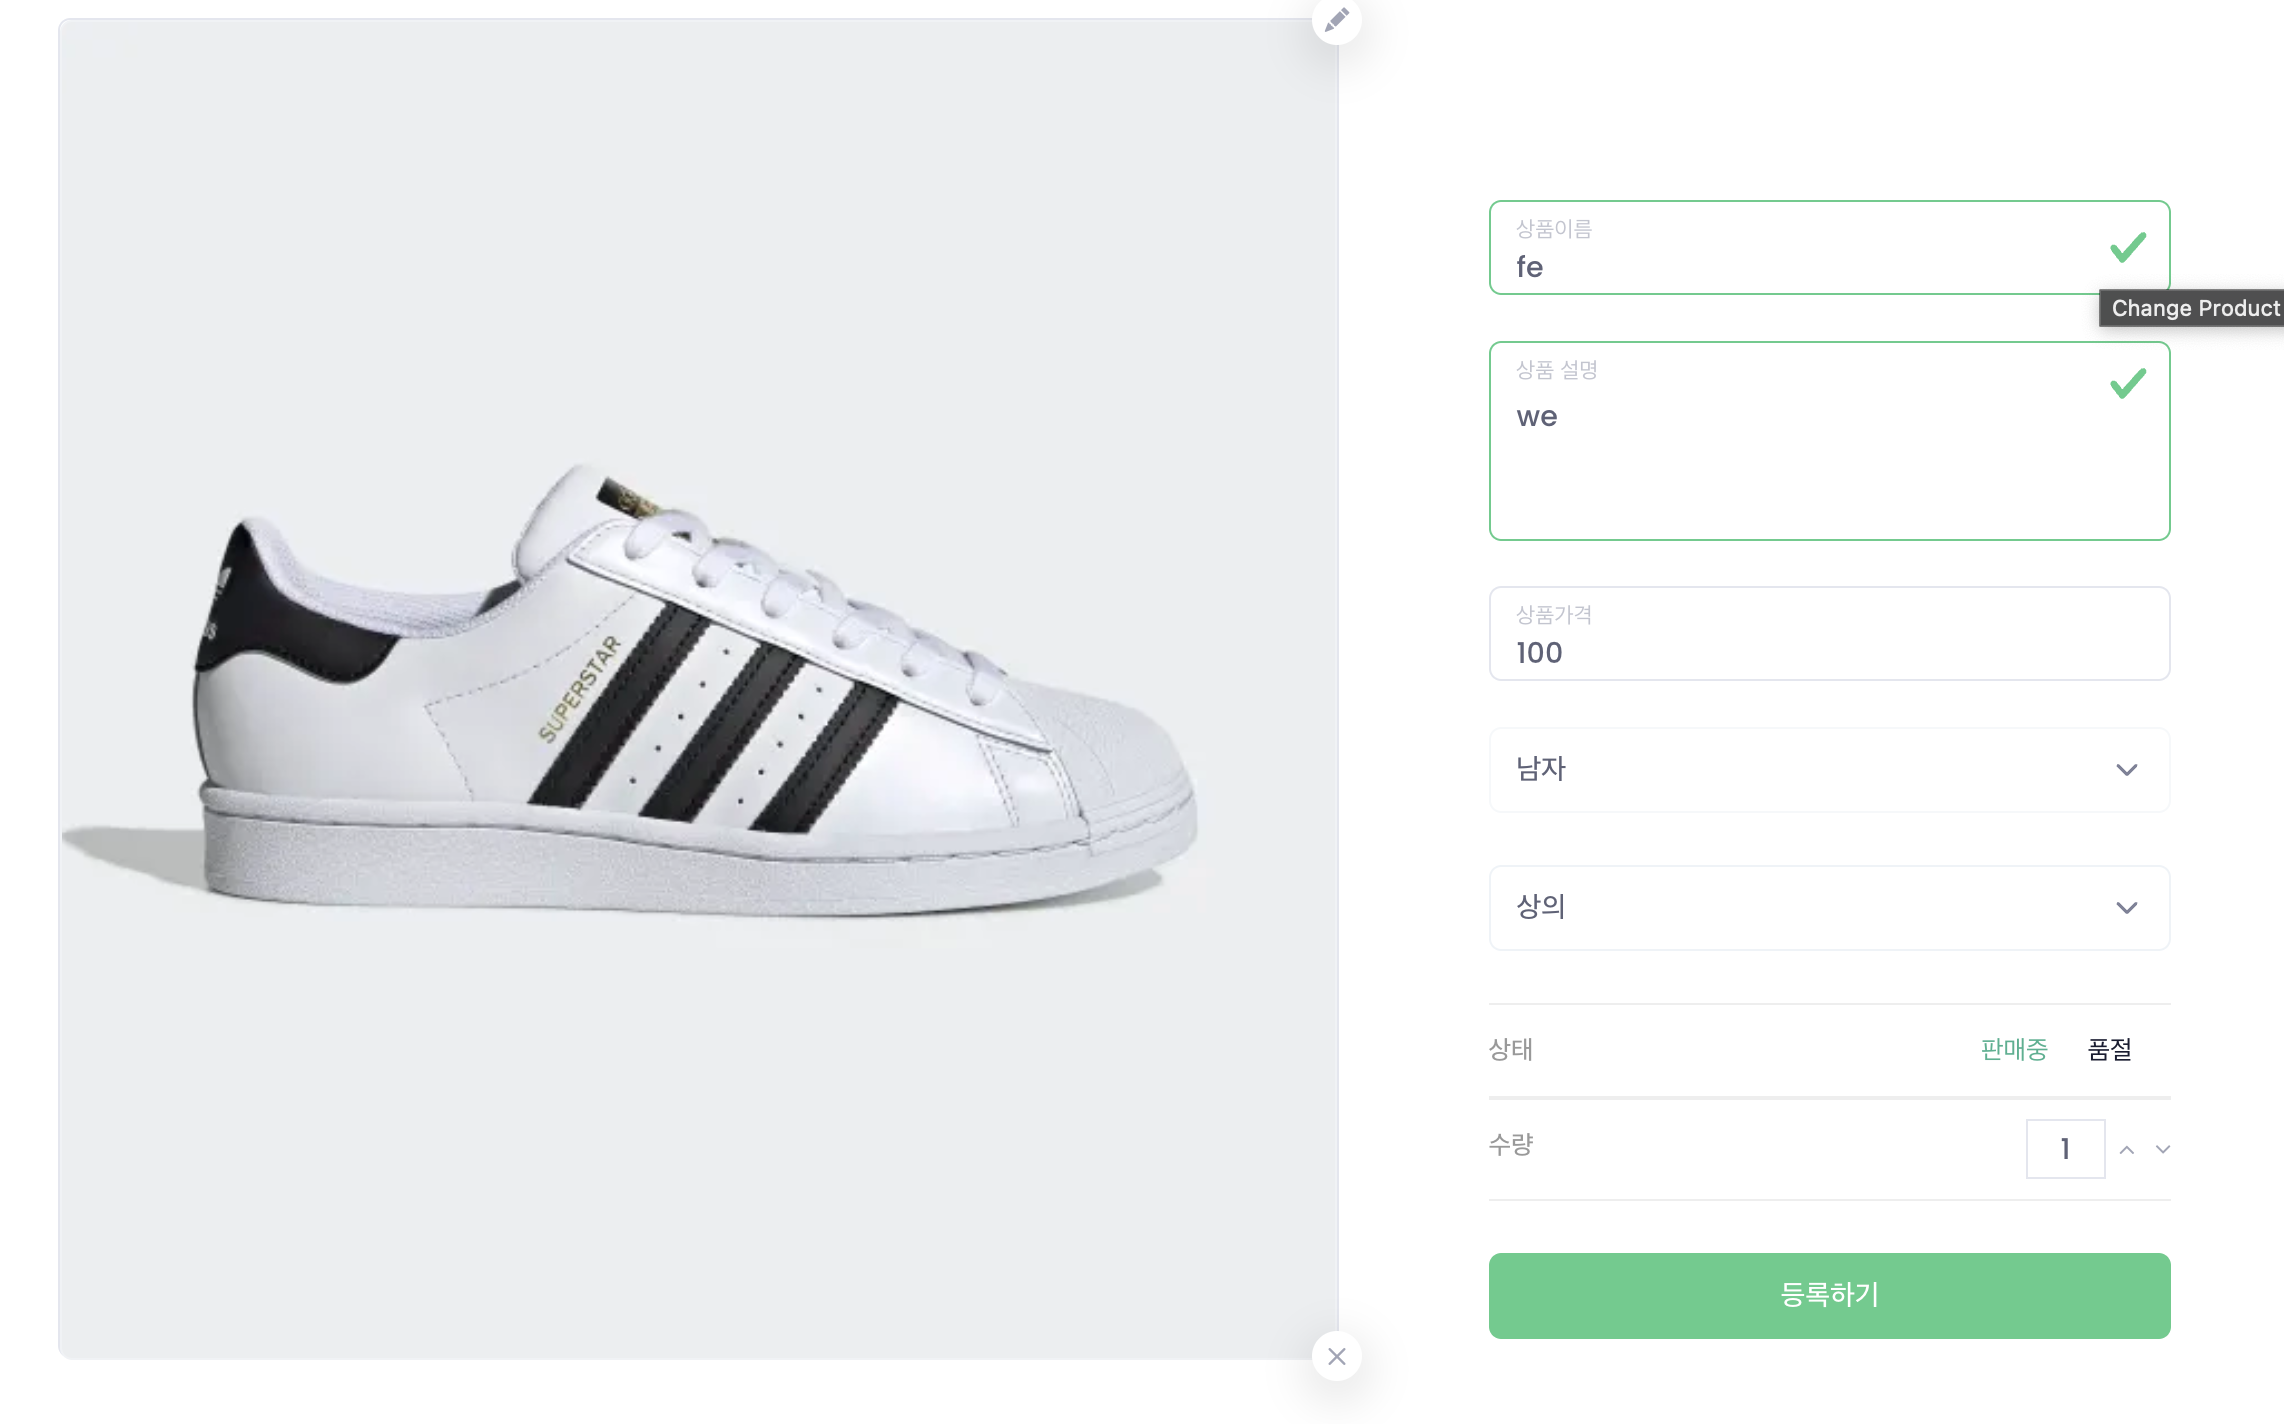 SUPERSTAR
상품이름
fe
Change Product
상품 설명
we
상품가격
100
남자
상의
상태
판매중 품절
수량
1
등록하기